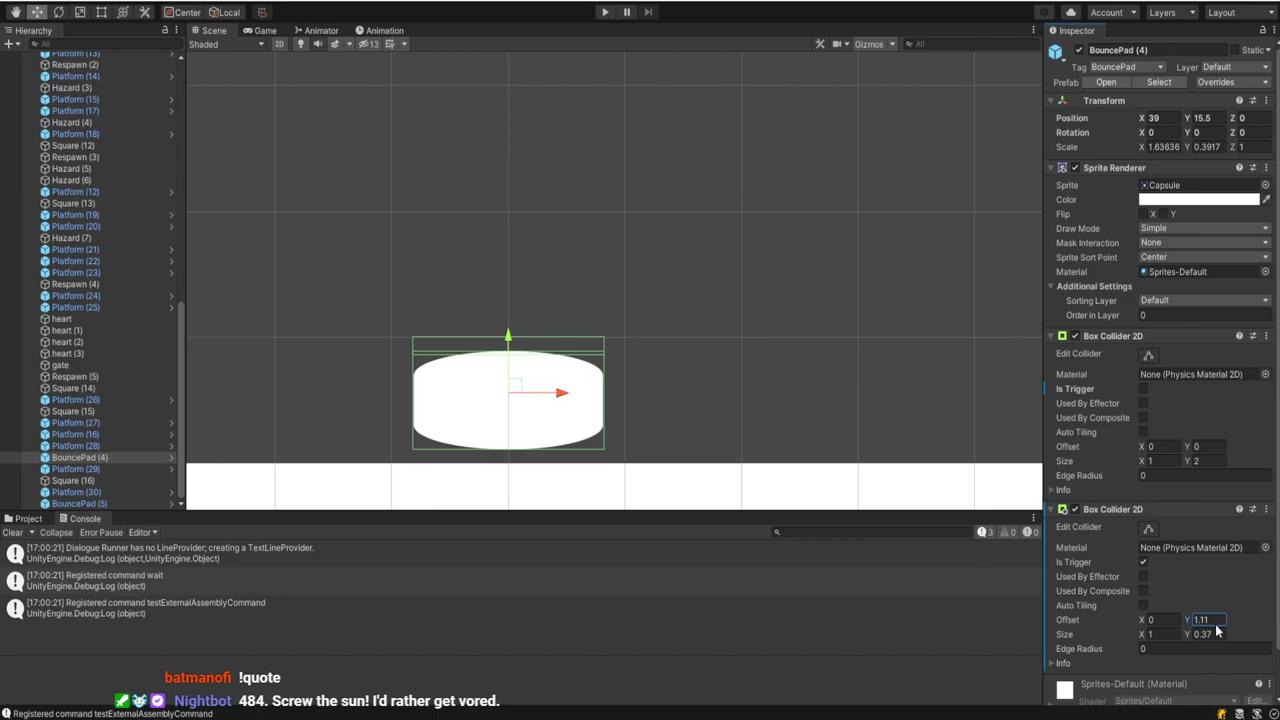 Center
Local
Account
Layers
Layout
Hierarchy
All
Platform (13)
Respawn (2)
Platform (14)
Hazard (3)
Platform (15)
Platform (17)
Hazard (4)
Platform (18)
Square (12)
Respawn (3)
Hazard (5)
Hazard (6)
Platform (12)
Square (13)
Platform (19)
Platform (20)
Hazard (7)
Platform (21)
Platform (22)
Platform (23)
Respawn (4)
Platform (24)
Platform (25)
heart
heart (1)
heart (2)
heart (3)
gate
Respawn (5)
Square (14)
Platform (26)
Square (15)
Platform (27)
Platform (16)
Platform (28)
BouncePad (4)
Platform (29)
Square (16)
Platform (30)
BouncePad (5)
Scene
Game
Animator
Animation
Shaded
2D
13
Gizmos
All
Project
Console
Clear
Collapse
Error Pause
Editor
3
0
0
[17:00:21] Dialogue Runner has no LineProvider; creating a TextLineProvider.
UnityEngine.Debug:Log (object,UnityEngine.Object)
[17:00:21] Registered command wait
UnityEngine.Debug:Log (object)
[17:00:21] Registered command testExternalAssemblyCommand
UnityEngine.Debug:Log (object)
batmanofi !quote
Nightbot 484. Screw the sun! I'd rather geevored.
Registered command testExternalAssemblyCommand
Inspector
BouncePad (4)
Static
Tag BouncePad Layer Default
Prefab Open Select Overrides
Transform
Position X 39 Y 15.5 Z 0
Rotation X 0 Y 0 Z 0
Scale X 1.63636 Y 0.3917 Z 1
Sprite Renderer
Sprite Capsule
Color
Flip X Y
Draw Mode Simple
Mask Interaction None
Sprite Sort Point Center
Material Sprites-Default
Additional Settings
Sorting Layer Default
Order in Layer 0
Box Collider 2D
Edit Collider
Material None (Physics Material 2D)
Is Trigger
Used By Effector
Used By Composite
Auto Tiling
Offset X 0 Y 0
Size X 1 Y 2
Edge Radius 0
Info
Box Collider 2D
Edit Collider
Material None (Physics Material 2D)
Is Trigger
Used By Effector
Used By Composite
Auto Tiling
Offset X 0 Y 1.11
Size X 1 Y 0.37
Edge Radius 0
Info
Sprites-Default (Material)
Shader Sprites/Default Edit...